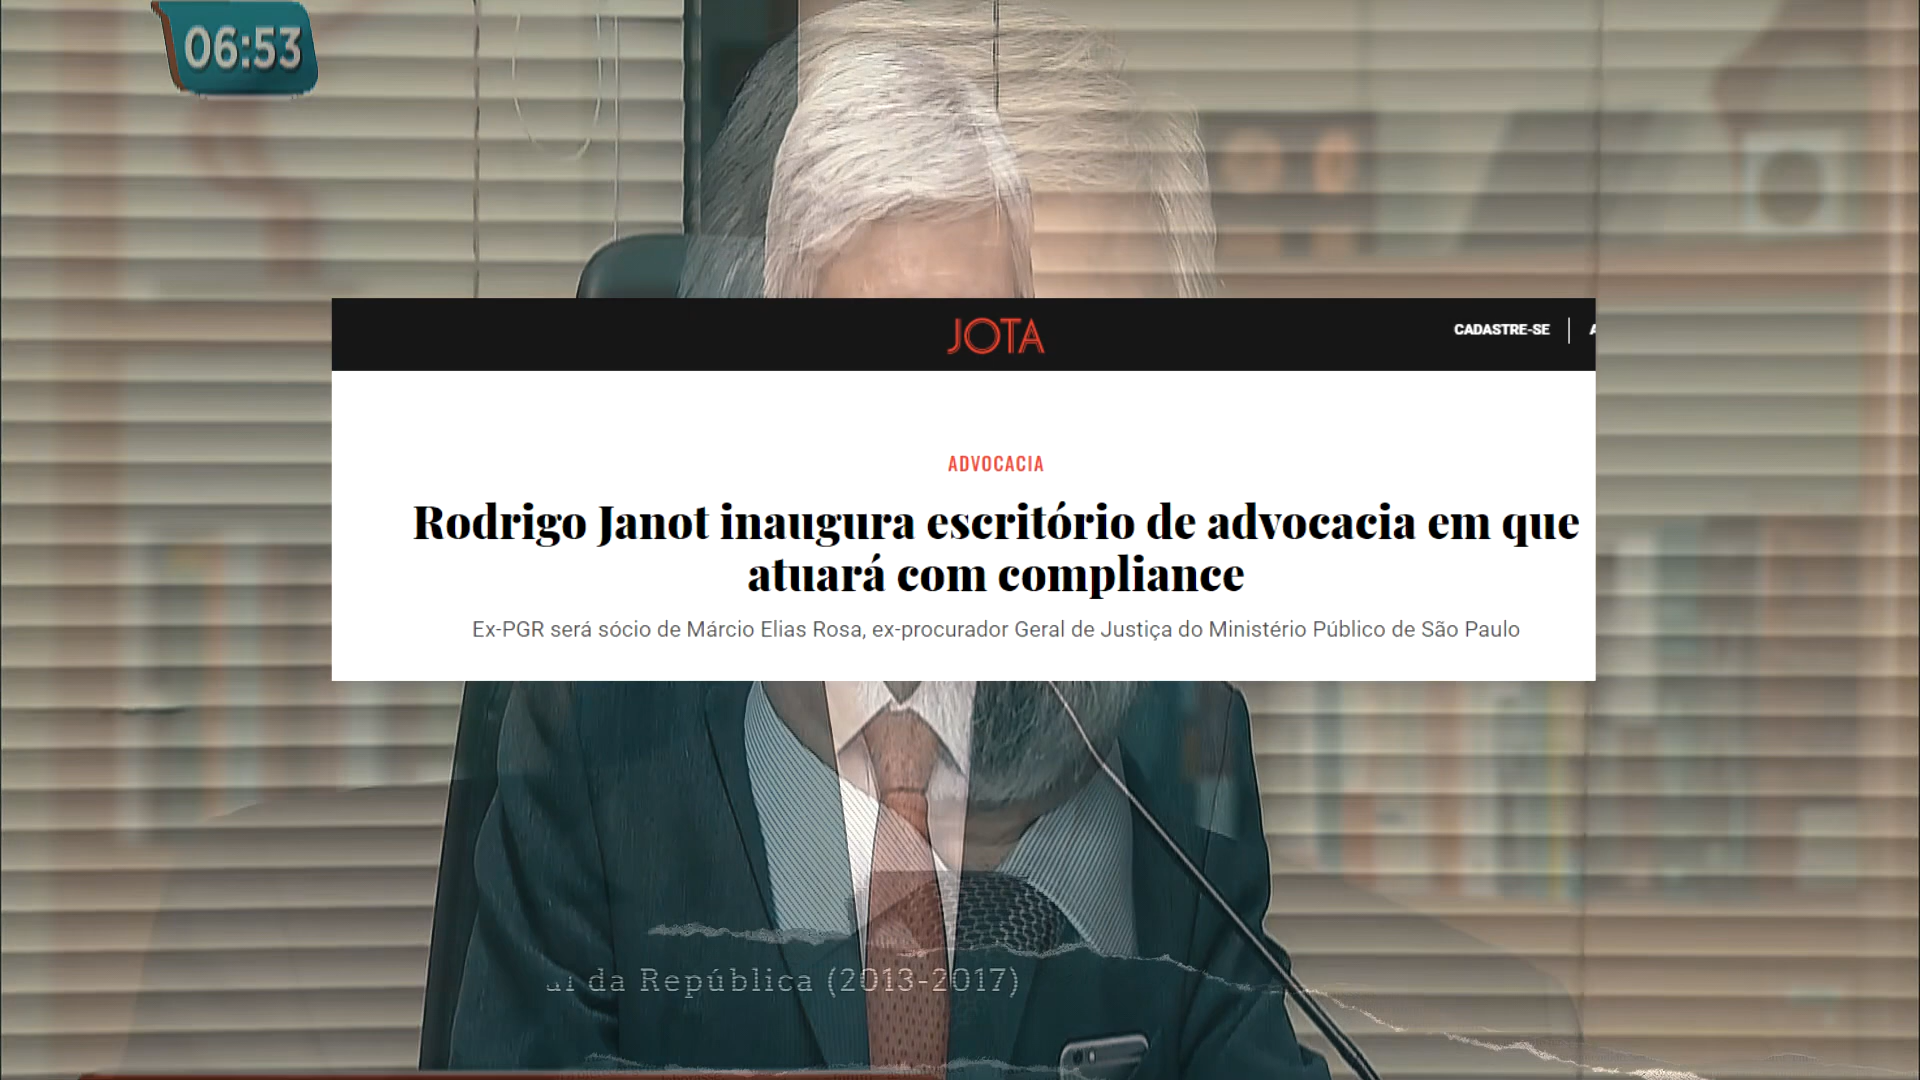 06:53
JOTA
CADASTRE-SE
ADVOCACIA
Rodrigo Janot inaugura escritório de advocacia em que
atuará com compliance
Ex-PGR será sócio de Márcio Elias Rosa, ex-procurador Geral de Justiça do Ministério Público de São Paulo
da República (2013-2017)